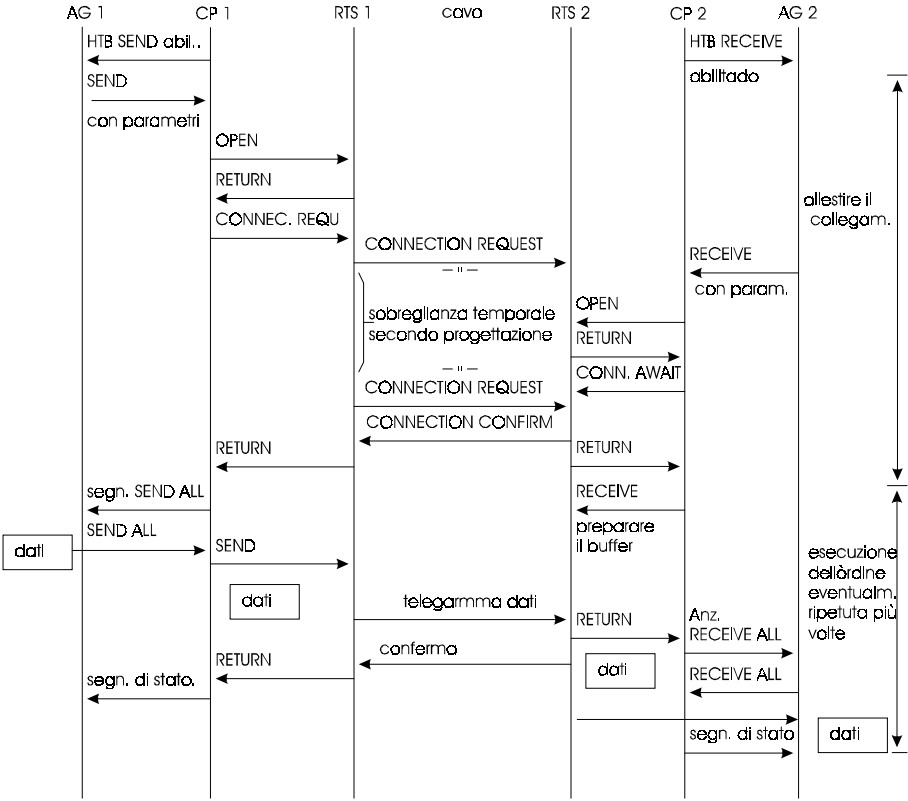 AG 1 CP 1 RTS 1 cavo RTS 2 CP 2 AG 2
HTB SEND abil..
HTB RECEIVE
SEND
abilitado
con parametri
OPEN
RETURN
allestire il
collegam.
CONNEC. REQU
CONNECTION REQUEST
RECEIVE
— " —
con param.
OPEN
sobreglianza temporale
secondo progettazione
RETURN
— " —
CONN. AWAIT
CONNECTION REQUEST
CONNECTION CONFIRM
RETURN
RETURN
segn. SEND ALL
RECEIVE
SEND ALL
preparare
il buffer
dati
SEND
esecuzione
dellòrdine
eventualm.
ripetuta più
volte
dati
telegarmma dati
RETURN
Anz.
RECEIVE ALL
conferma
RETURN
dati
RECEIVE ALL
segn. di stato.
segn. di stato
dati